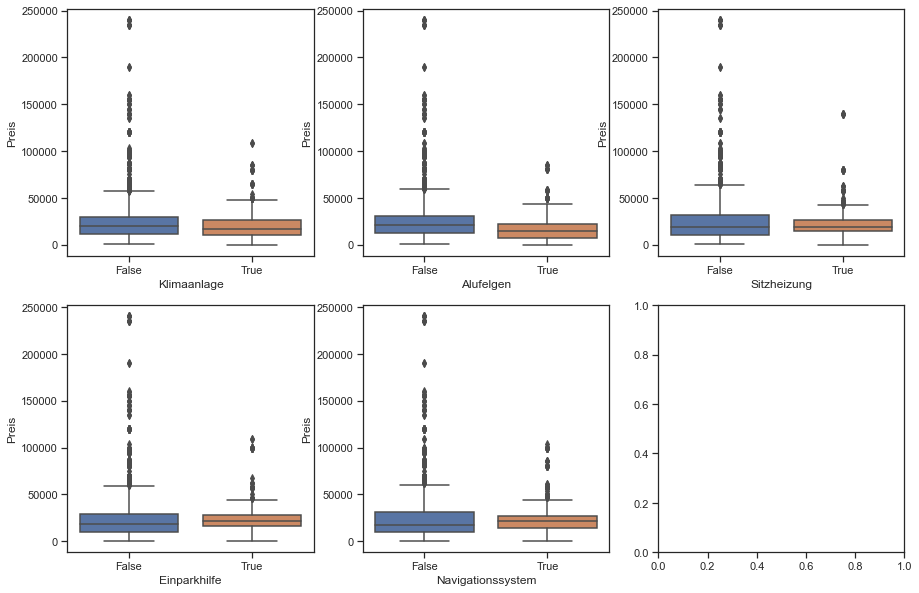 250000
200000
150000
100000
50000
0
Preis
False
True
Klimaanlage
250000
200000
150000
100000
50000
0
Preis
False
True
Alufelgen
250000
200000
150000
100000
50000
0
Preis
False
True
Sitzheizung
250000
200000
150000
100000
50000
0
Preis
False
True
Einparkhilfe
250000
200000
150000
100000
50000
0
Preis
False
True
Navigationssystem
1.0
0.8
0.6
0.4
0.2
0.0
0.0 0.2 0.4 0.6 0.8 1.0